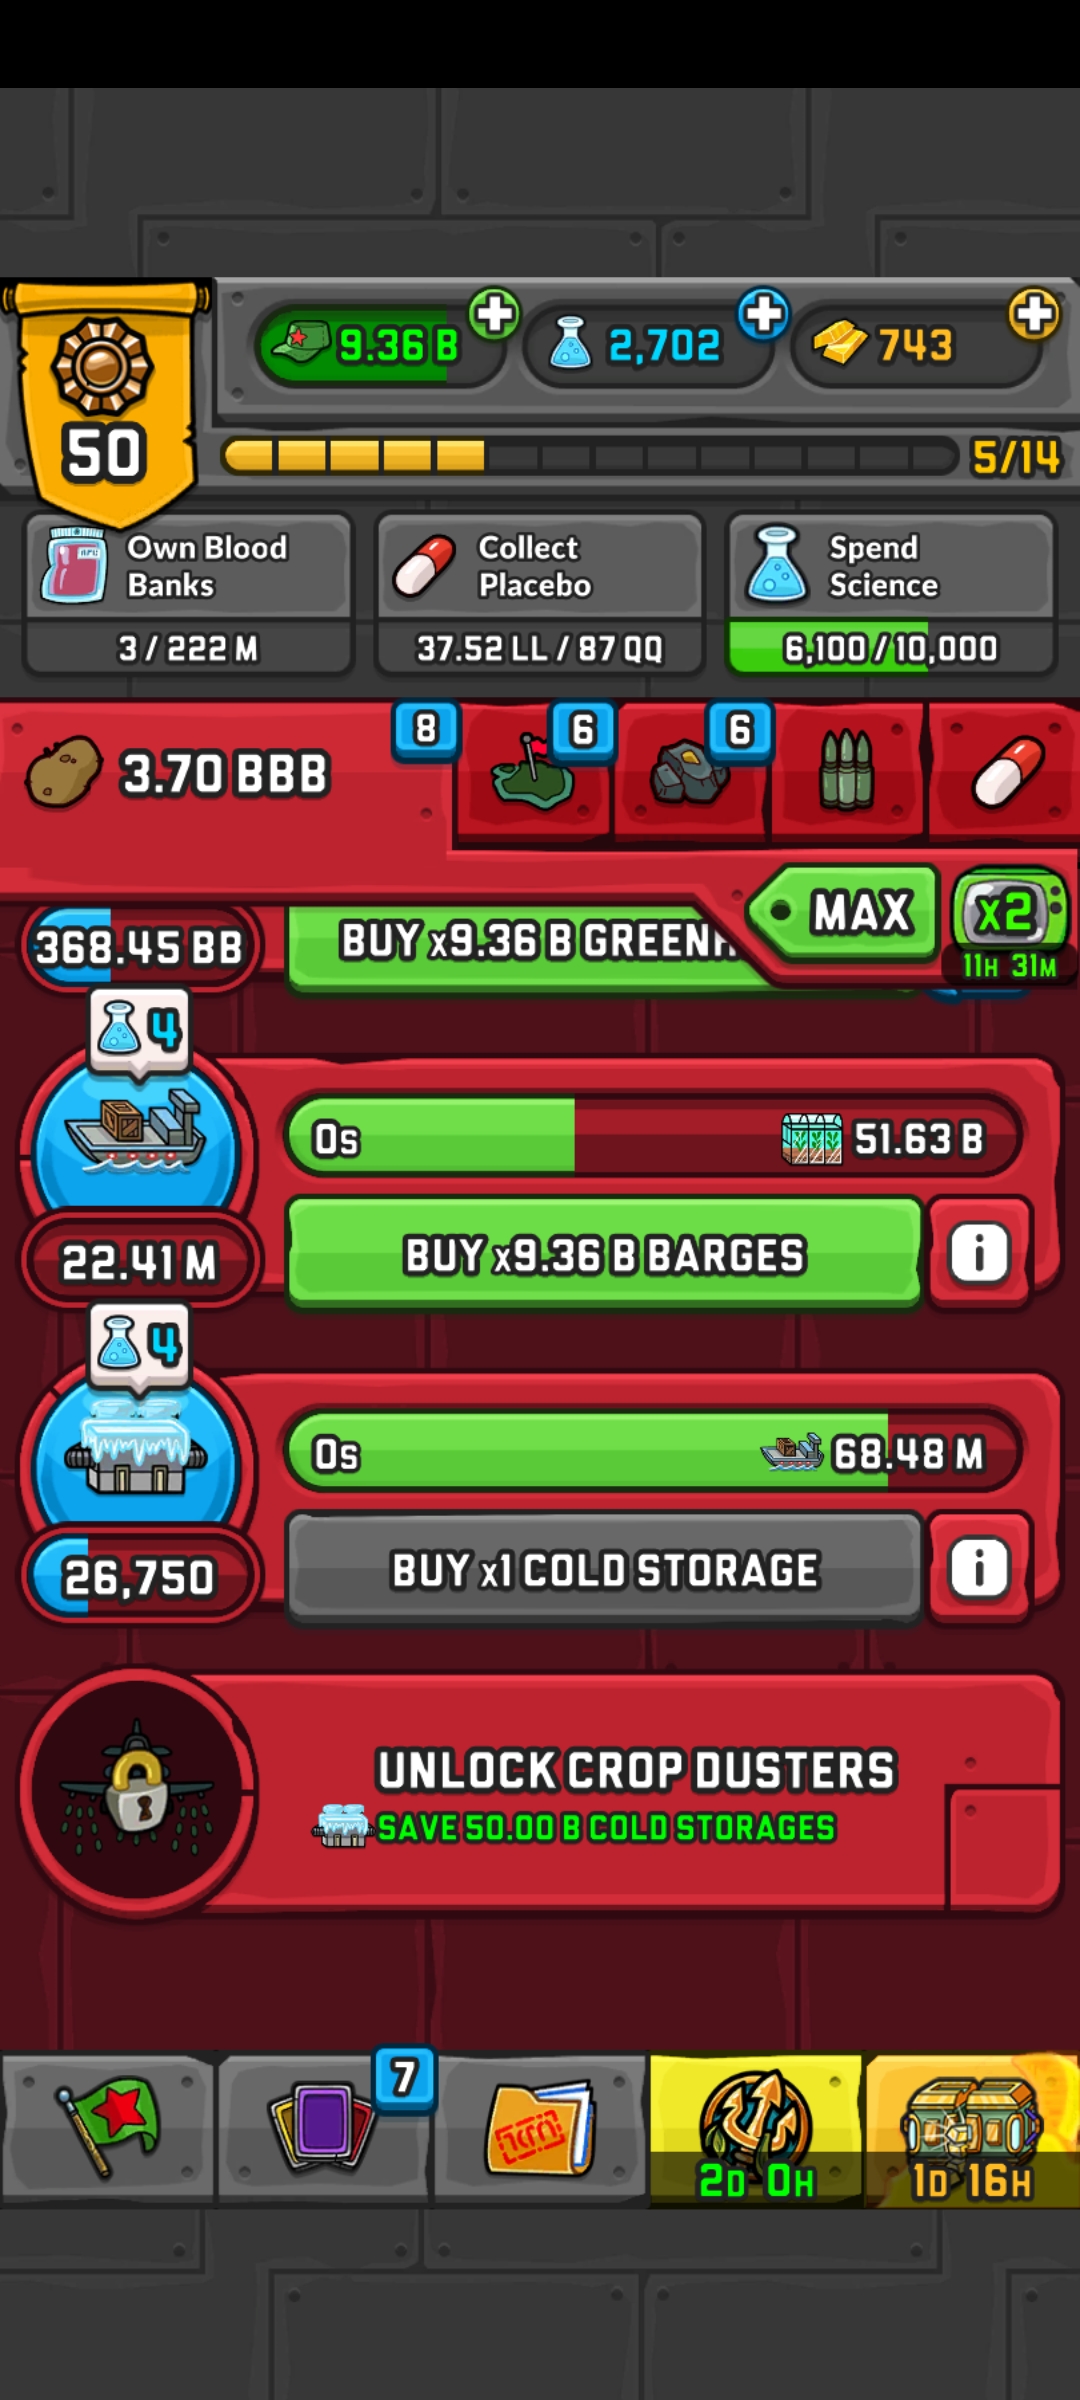 9.36 B
2,702
743
50
5/14
Own Blood
Banks
3 / 222 M
Collect
Placebo
37.52 LL / 87 QQ
Spend
Science
6,100 / 10,000
3.70 BBB
8
6
6
MAX
x2
11H 31M
368.45 BB
BUY x9.36 B GREENH
4
0s
51.63 B
22.41 M
BUY x9.36 B BARGES
i
4
0s
68.48 M
26,750
BUY x1 COLD STORAGE
i
UNLOCK CROP DUSTERS
SAVE 50.00 B COLD STORAGES
7
2D 0H
1D 16H